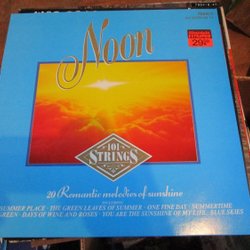 Noon
29
101
STRINGS
20 Romantic melodies of sunshine
SUMMER PLACE · THE GREEN LEAVES OF SUMMER · ONE FINE DAY · SUMMERTIME
GREEN · DAYS OF WINE AND ROSES · YOU ARE THE SUNSHINE OF MY LIFE · BLUE SKIES